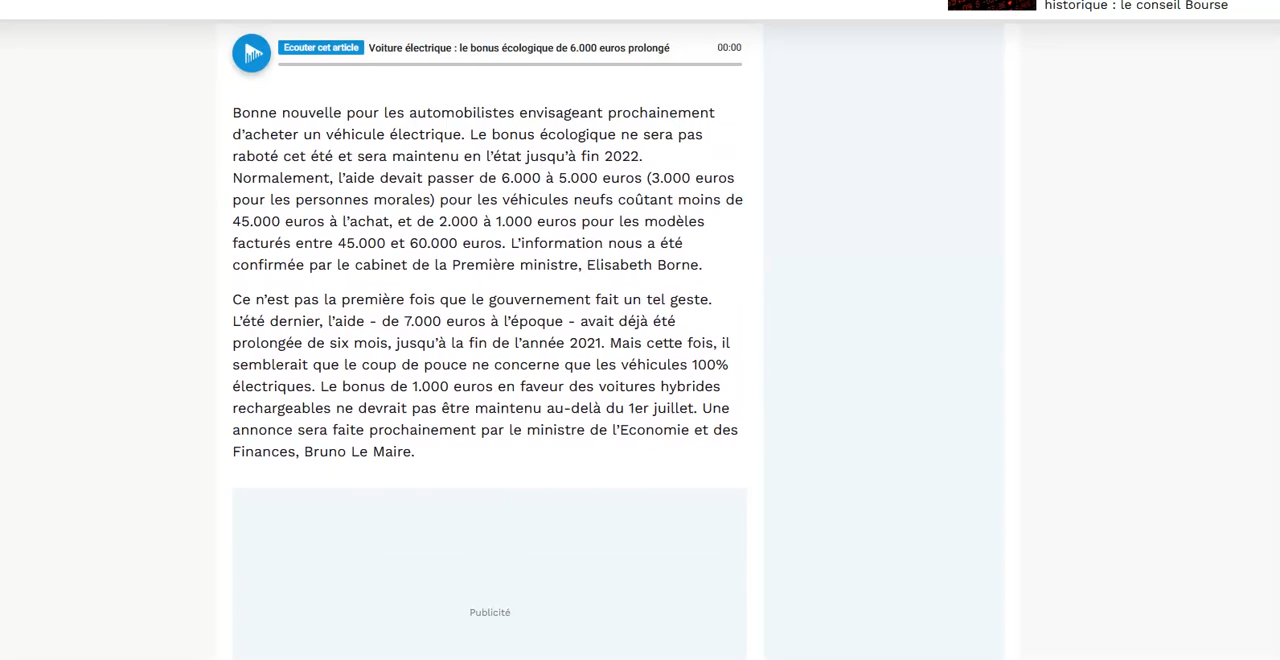 historique : le conseil Bourse
Ecouter cet article Voiture électrique : le bonus écologique de 6.000 euros prolongé 00:00
Bonne nouvelle pour les automobilistes envisageant prochainement
d’acheter un véhicule électrique. Le bonus écologique ne sera pas
raboté cet été et sera maintenu en l’état jusqu’à fin 2022.
Normalement, l’aide devait passer de 6.000 à 5.000 euros (3.000 euros
pour les personnes morales) pour les véhicules neufs coûtant moins de
45.000 euros à l’achat, et de 2.000 à 1.000 euros pour les modèles
facturés entre 45.000 et 60.000 euros. L’information nous a été
confirmée par le cabinet de la Première ministre, Elisabeth Borne.
Ce n’est pas la première fois que le gouvernement fait un tel geste.
L’été dernier, l’aide - de 7.000 euros à l’époque - avait déjà été
prolongée de six mois, jusqu’à la fin de l’année 2021. Mais cette fois, il
semblerait que le coup de pouce ne concerne que les véhicules 100%
électriques. Le bonus de 1.000 euros en faveur des voitures hybrides
rechargeables ne devrait pas être maintenu au-delà du 1er juillet. Une
annonce sera faite prochainement par le ministre de l’Economie et des
Finances, Bruno Le Maire.
Publicité